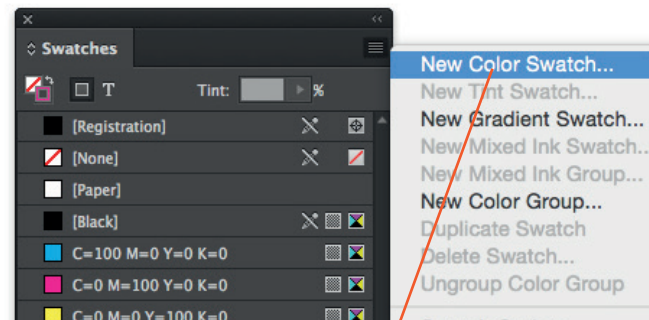 Swatches
T Tint: %
[Registration]
[None]
[Paper]
[Black]
C=100 M=0 Y=0 K=0
C=0 M=100 Y=0 K=0
C=0 M=0 Y=100 K=0
New Color Swatch...
New Tint Swatch...
New Gradient Swatch...
New Mixed Ink Swatch..
New Mixed Ink Group...
New Color Group...
Duplicate Swatch
Delete Swatch...
Ungroup Color Group